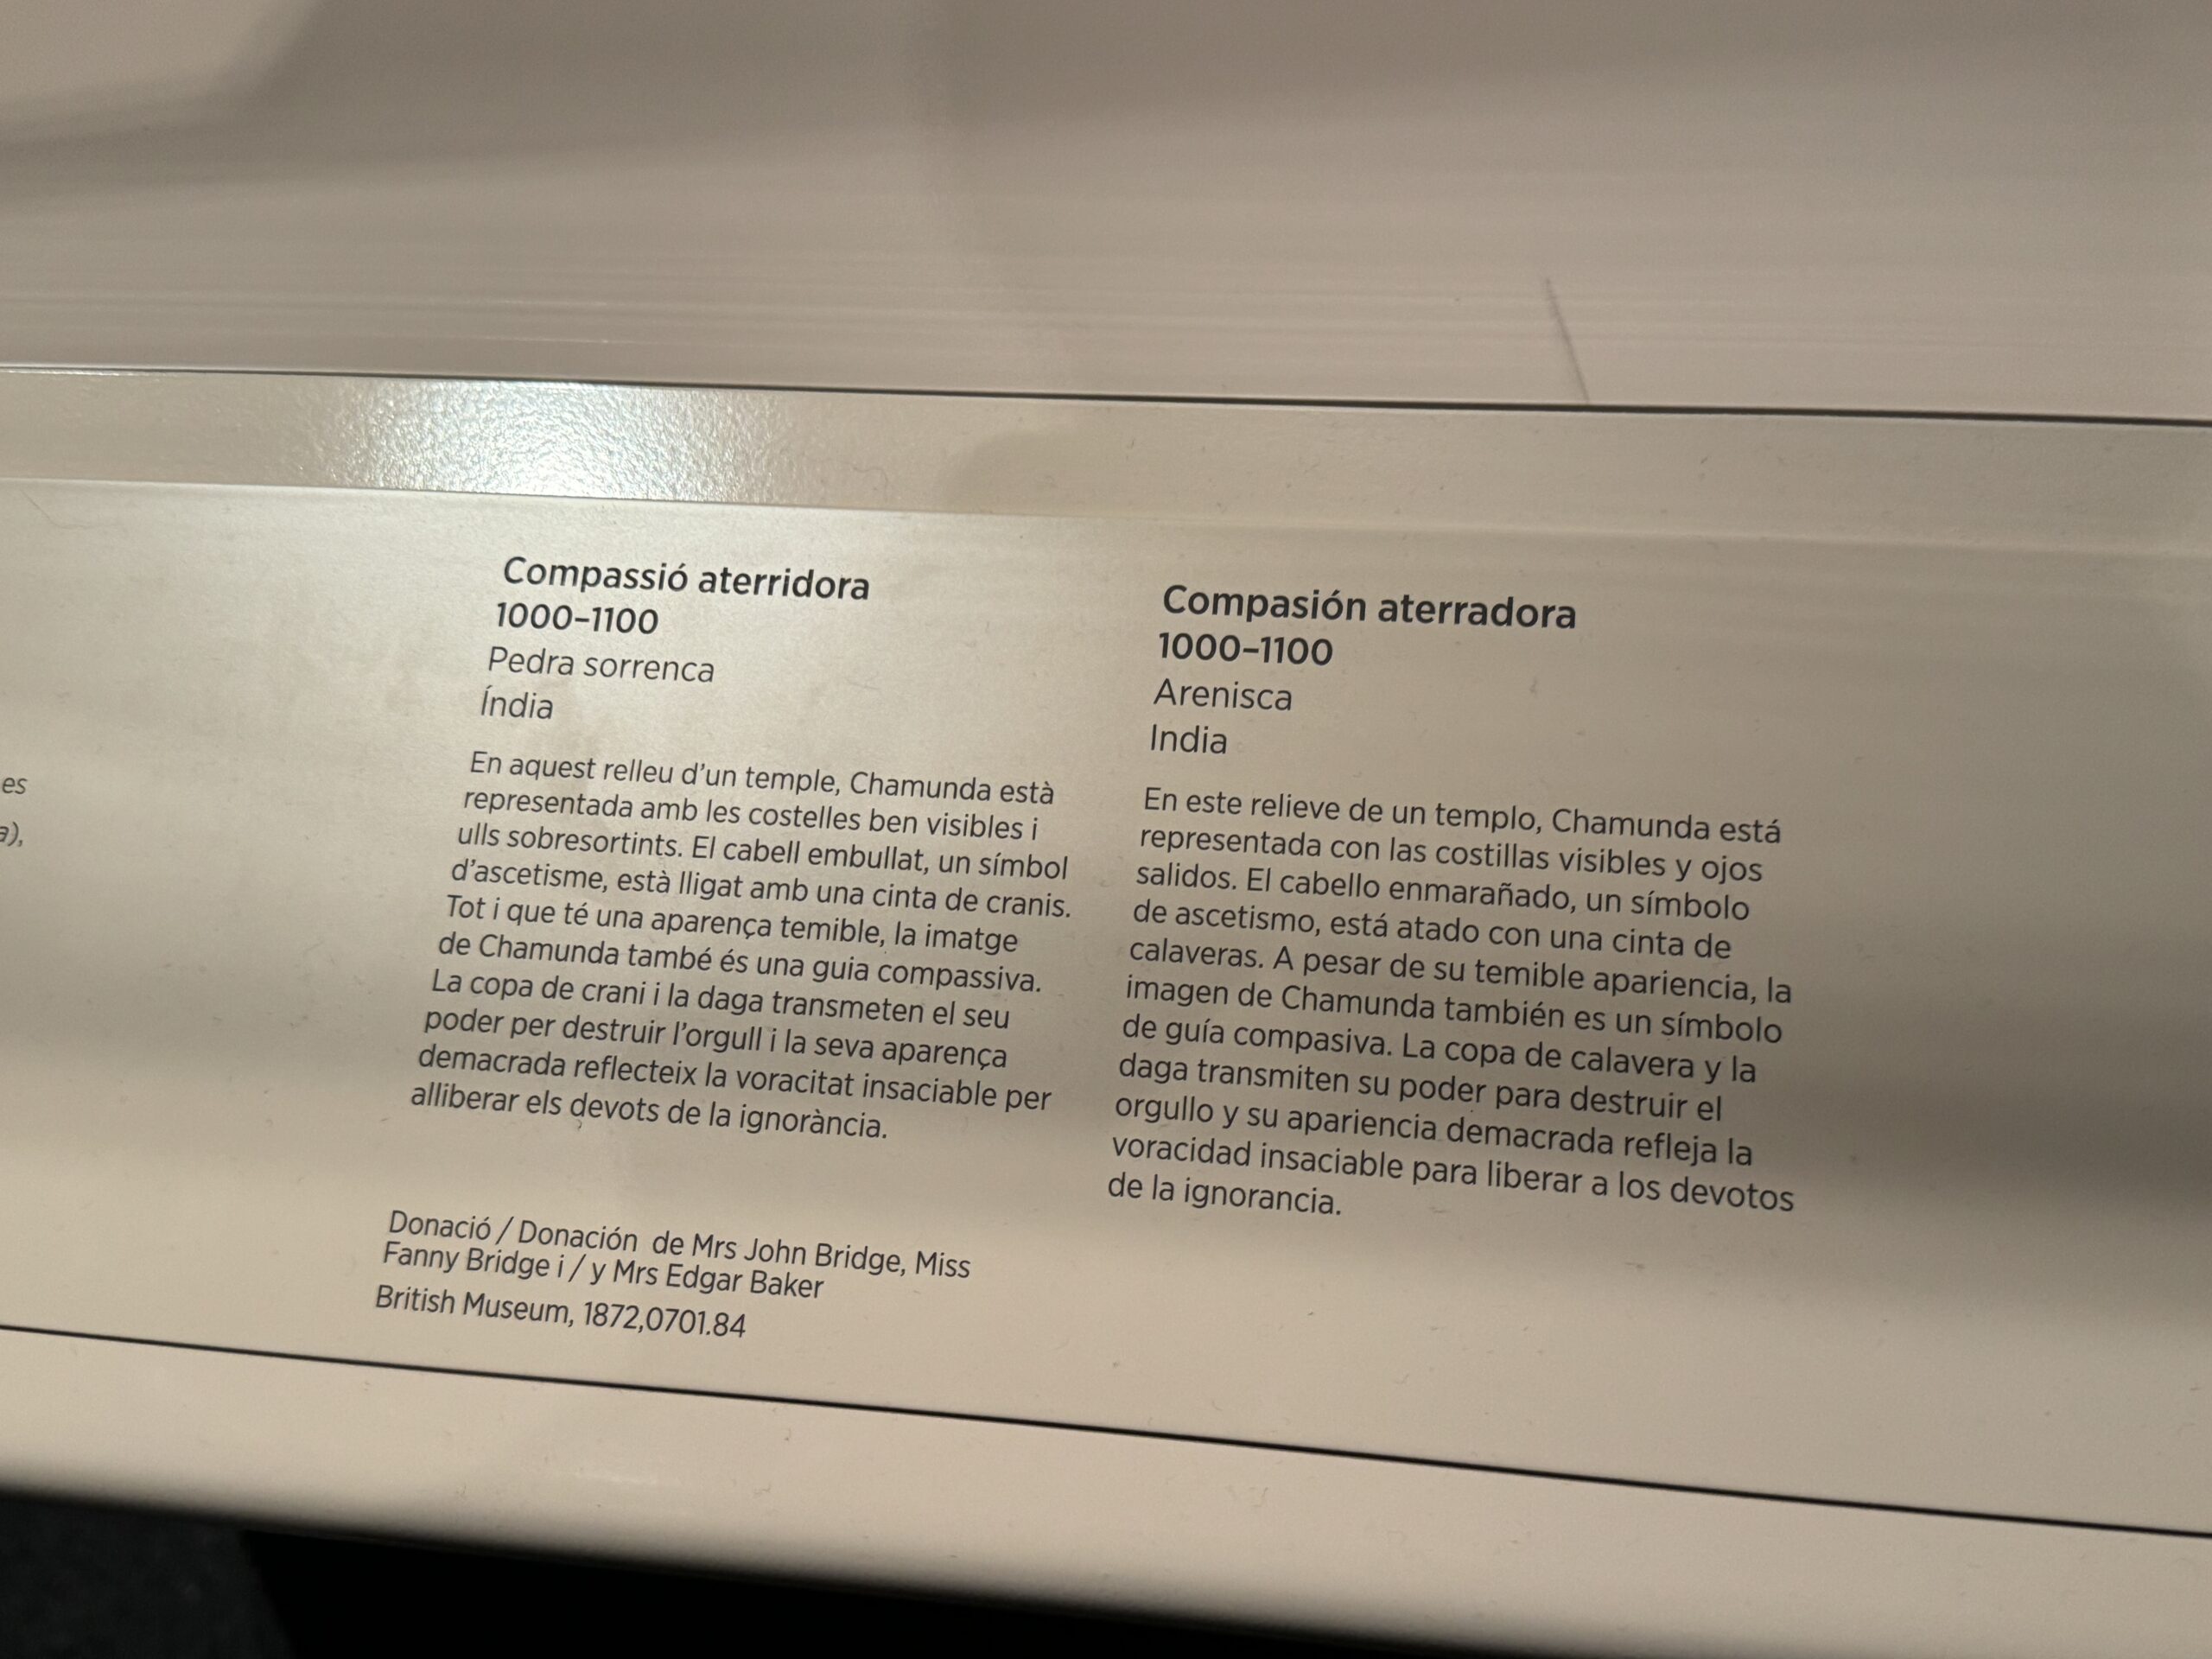 es
a),
Compassió aterridora
1000–1100
Pedra sorrenca
Índia
En aquest relleu d’un temple, Chamunda està
representada amb les costelles ben visibles i
ulls sobresortints. El cabell embullat, un símbol
d’ascetisme, està lligat amb una cinta de cranis.
Tot i que té una aparença temible, la imatge
de Chamunda també és una guia compassiva.
La copa de crani i la daga transmeten el seu
poder per destruir l’orgull i la seva aparença
demacrada reflecteix la voracitat insaciable per
alliberar els devots de la ignorància.
Donació / Donación de Mrs John Bridge, Miss
Fanny Bridge i / y Mrs Edgar Baker
British Museum, 1872,0701.84
Compasión aterradora
1000–1100
Arenisca
India
En este relieve de un templo, Chamunda está
representada con las costillas visibles y ojos
salidos. El cabello enmarañado, un símbolo
de ascetismo, está atado con una cinta de
calaveras. A pesar de su temible apariencia, la
imagen de Chamunda también es un símbolo
de guía compasiva. La copa de calavera y la
daga transmiten su poder para destruir el
orgullo y su apariencia demacrada refleja la
voracidad insaciable para liberar a los devotos
de la ignorancia.